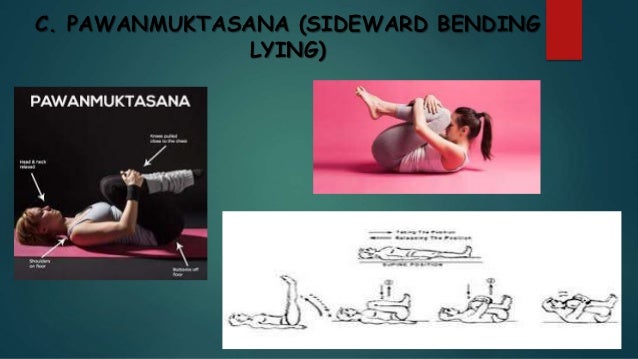 C. PAWANMUKTASANA (SIDEWARD BENDING
LYING)
PAWANMUKTASANA
Knees pulled
close to the chest
Head & neck
relaxed
Shoulders
on floor
Buttocks off
floor
Taking The Position
Releasing The Position
SUPINE POSITION